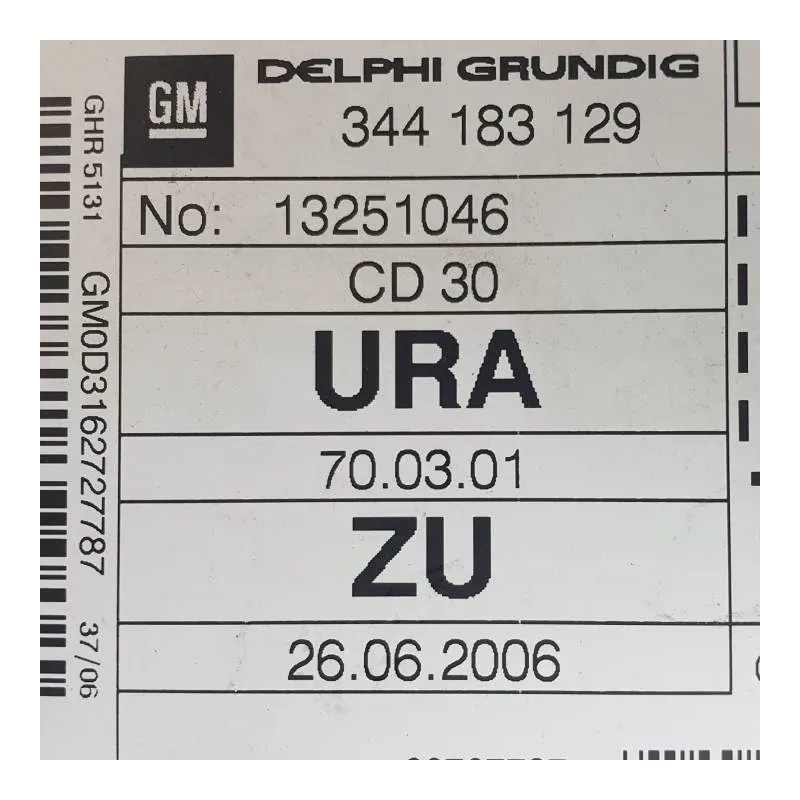 GM
DELPHI GRUNDIG
344 183 129
No: 13251046
CD 30
URA
70.03.01
ZU
26.06.2006
GHR 5131 GM0D3162727787 37/06